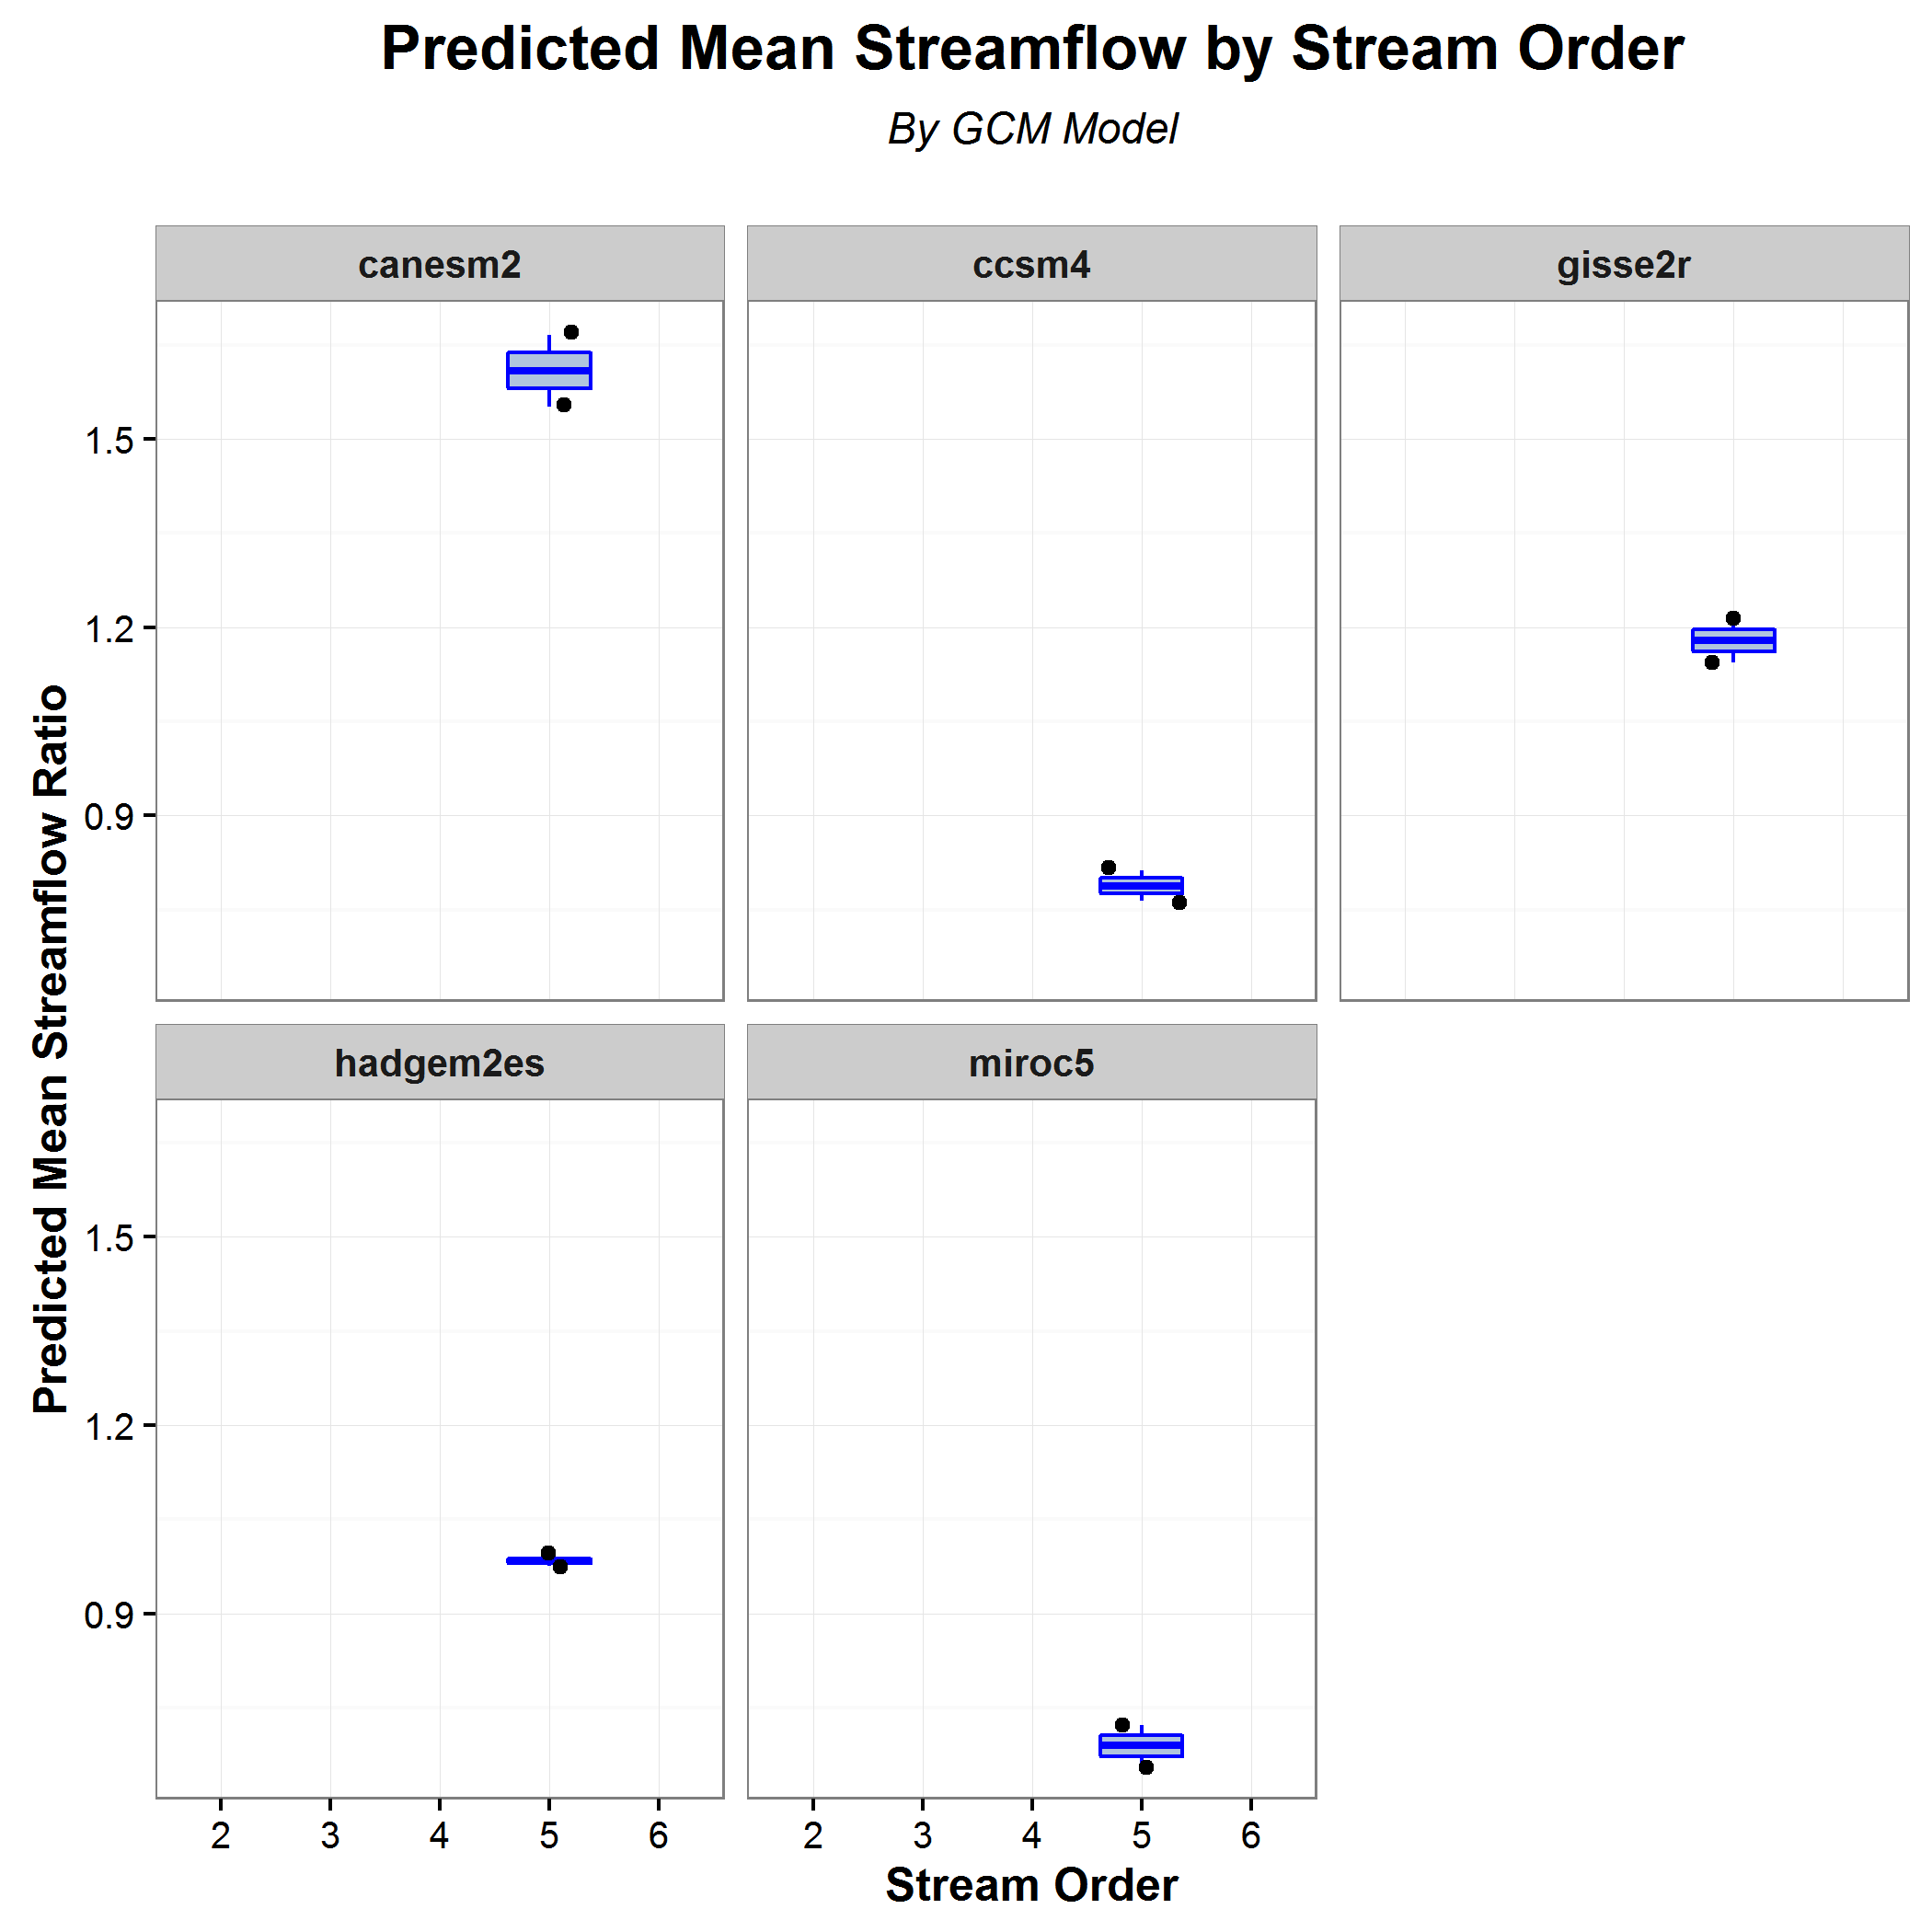 Predicted Mean Streamflow by Stream Order
By GCM Model
canesm2
ccsm4
gisse2r
1.5
1.2
0.9
hadgem2es
miroc5
1.5
1.2
0.9
Predicted Mean Streamflow Ratio
2 3 4 5 6
2 3 4 5 6
Stream Order